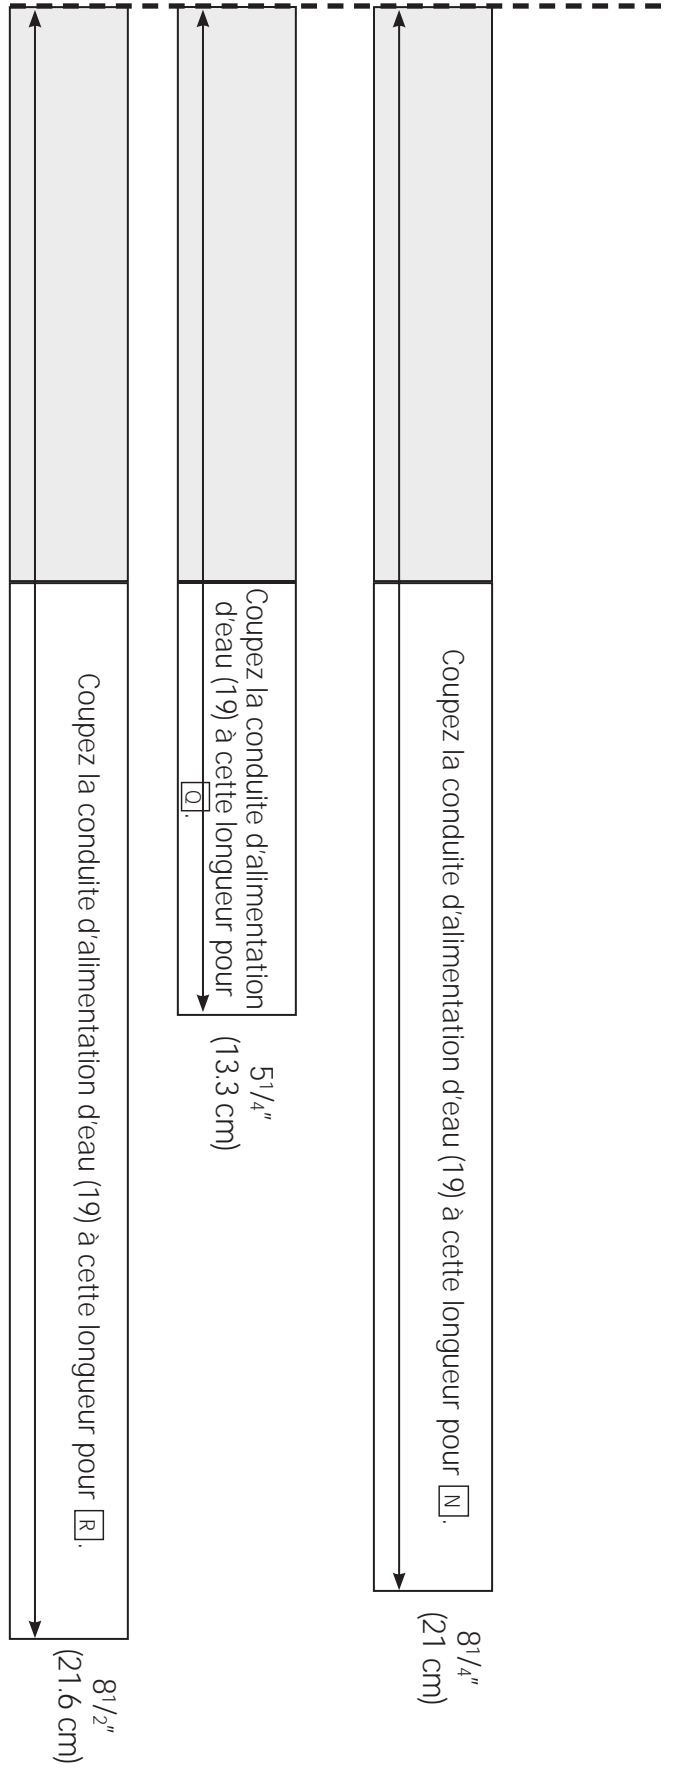 Coupez la conduite d'alimentation d'eau (19) à cette longueur pour N.
8¹/₄"
(21 cm)
Coupez la conduite d'alimentation
d'eau (19) à cette longueur pour
Q.
5¹/₄"
(13.3 cm)
Coupez la conduite d'alimentation d'eau (19) à cette longueur pour R.
8¹/₂"
(21.6 cm)